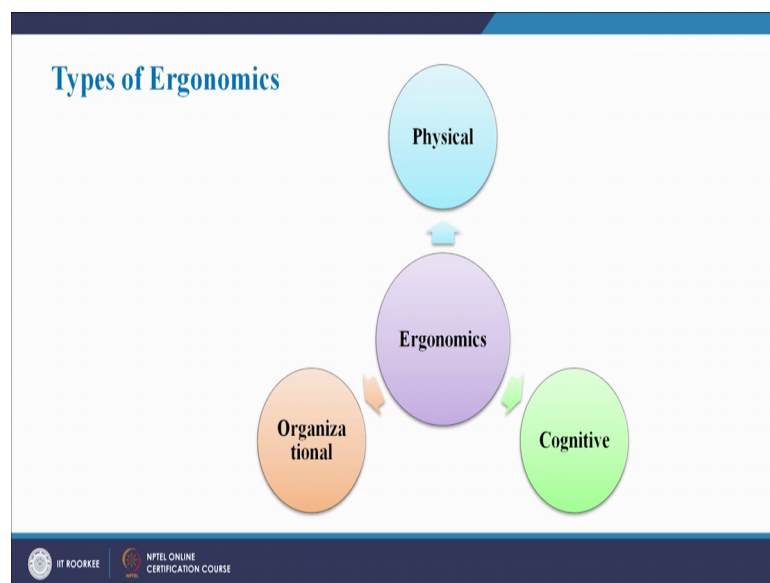 Types of Ergonomics
Physical
Ergonomics
Organiza
tional
Cognitive
IIT ROORKEE
NPTEL ONLINE
CERTIFICATION COURSE